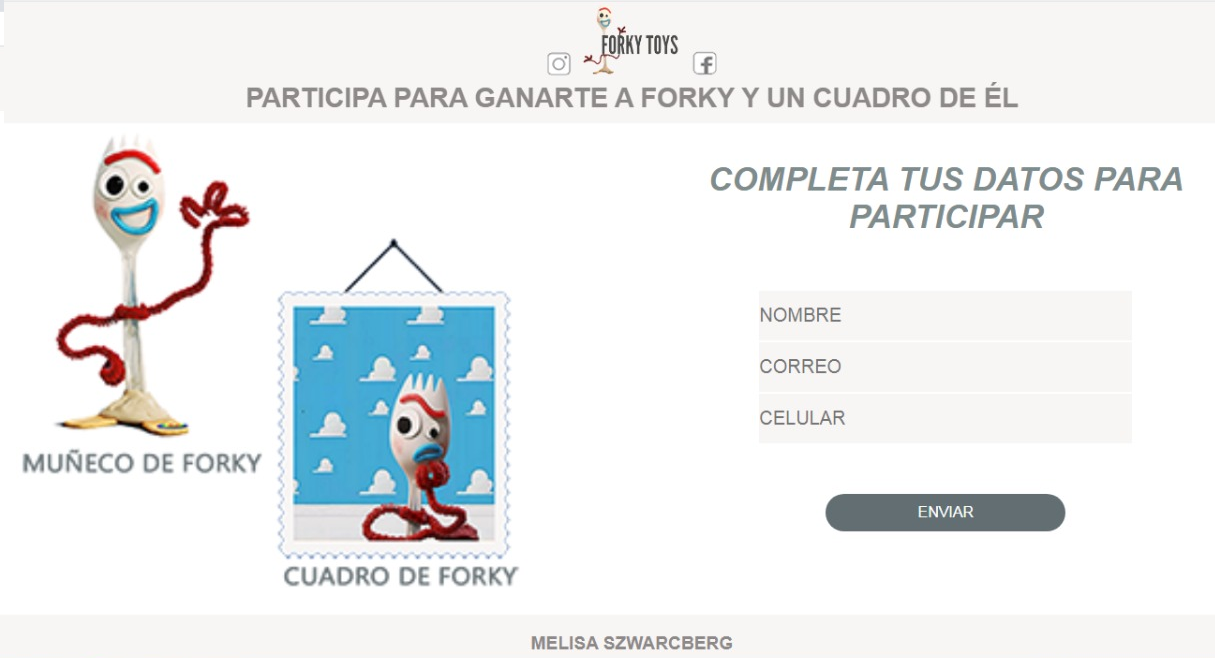 FORKY TOYS
PARTICIPA PARA GANARTE A FORKY Y UN CUADRO DE ÉL
COMPLETA TUS DATOS PARA
PARTICIPAR
NOMBRE
CORREO
CELULAR
MUÑECO DE FORKY
ENVIAR
CUADRO DE FORKY
MELISA SZWARCBERG